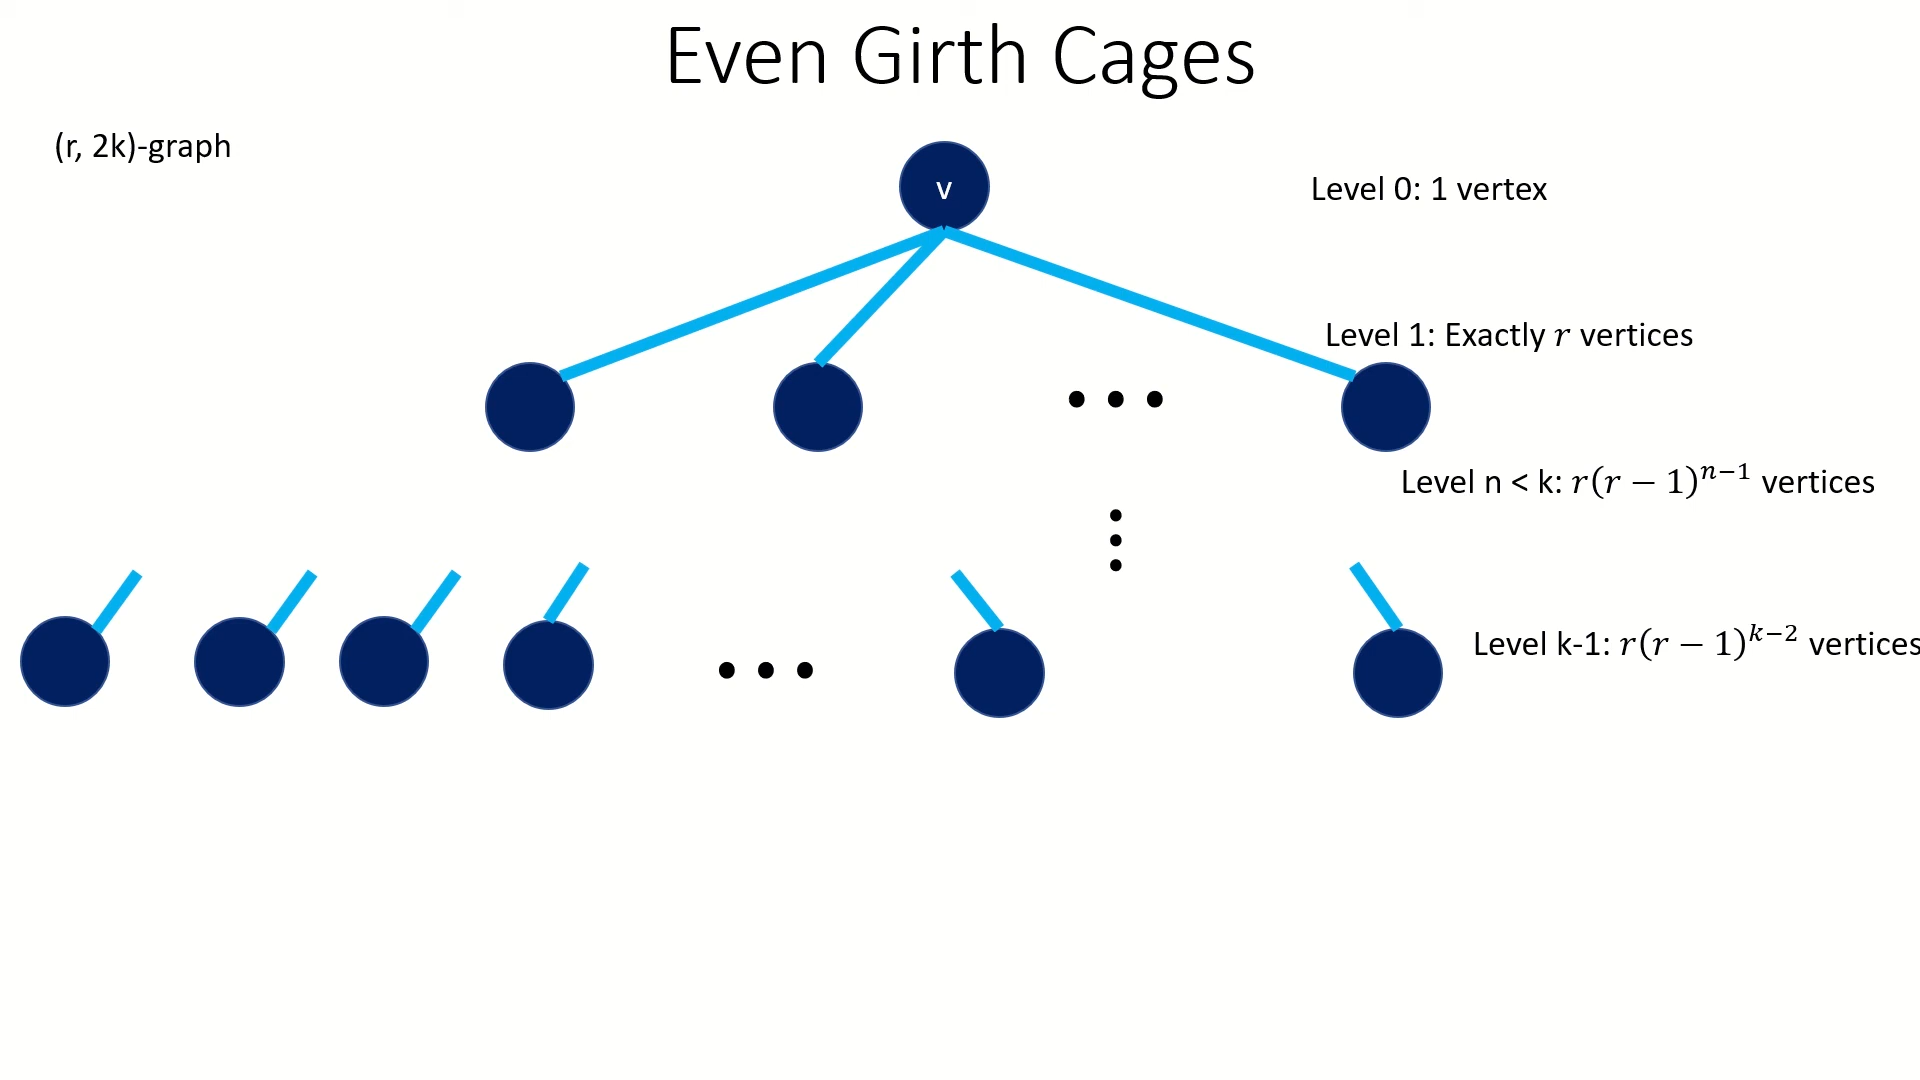 Even Girth Cages
(r, 2k)-graph
v
Level 0: 1 vertex
Level 1: Exactly r vertices
Level n < k: r(r − 1)^{n−1} vertices
Level k-1: r(r − 1)^{k−2} vertices